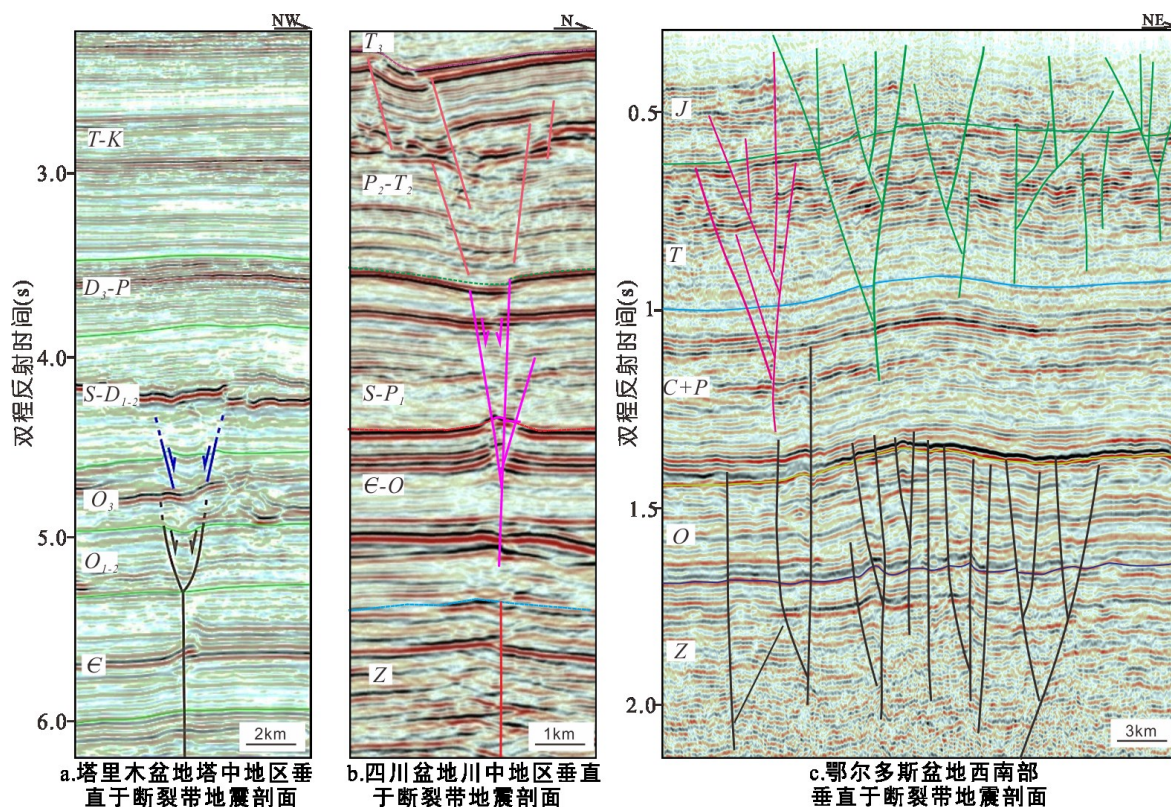 NW
N
NE
双程反射时间(s)
3.0
4.0
5.0
6.0
T-K
D3-P
S-D1-2
O3
O1-2
Є
2km
a.塔里木盆地塔中地区垂
直于断裂带地震剖面
T3
P2-T2
S-P1
Є-O
Z
1km
b.四川盆地川中地区垂直
于断裂带地震剖面
双程反射时间(s)
0.5
1
1.5
2.0
J
T
C+P
O
Z
3km
c.鄂尔多斯盆地西南部
垂直于断裂带地震剖面